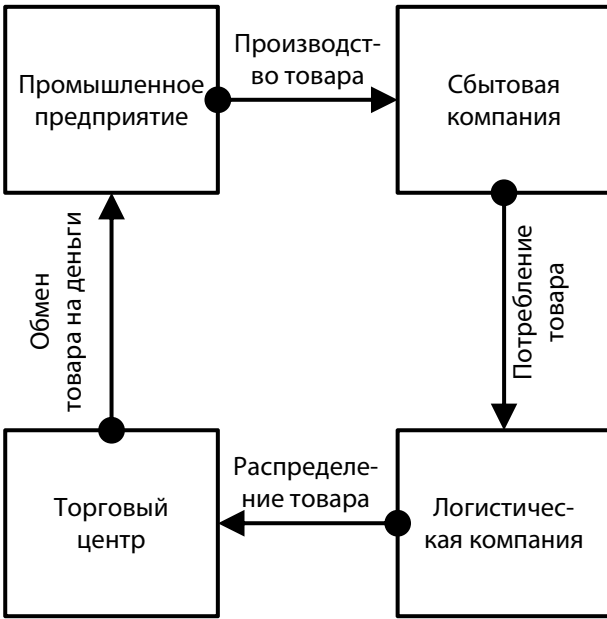 Промышленное
предприятие
Производст-
во товара
Сбытовая
компания
Обмен
товара на деньги
Потребление
товара
Торговый
центр
Распределе-
ние товара
Логистичес-
кая компания